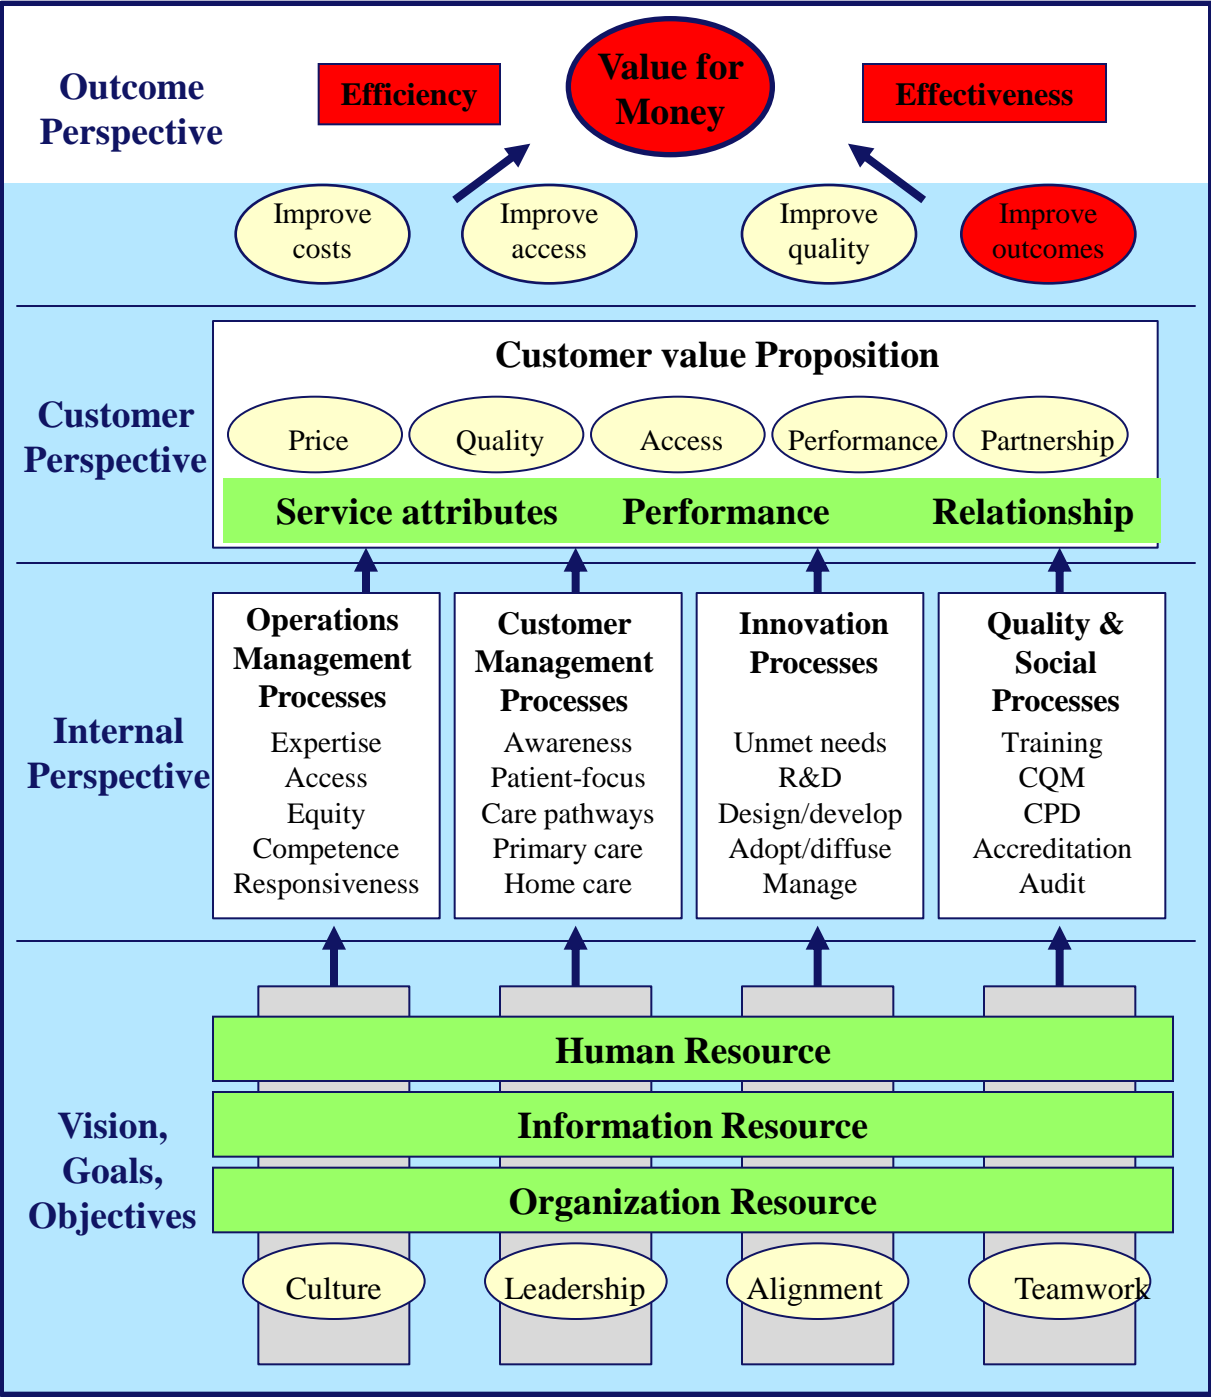 Outcome
Perspective
Efficiency
Value for
Money
Effectiveness
Improve
costs
Improve
access
Improve
quality
Improve
outcomes
Customer
Perspective
Customer value Proposition
Price
Quality
Access
Performance
Partnership
Service attributes
Performance
Relationship
Internal
Perspective
Operations
Management
Processes
Expertise
Access
Equity
Competence
Responsiveness
Customer
Management
Processes
Awareness
Patient-focus
Care pathways
Primary care
Home care
Innovation
Processes
Unmet needs
R&D
Design/develop
Adopt/diffuse
Manage
Quality &
Social
Processes
Training
CQM
CPD
Accreditation
Audit
Vision,
Goals,
Objectives
Human Resource
Information Resource
Organization Resource
Culture
Leadership
Alignment
Teamwork